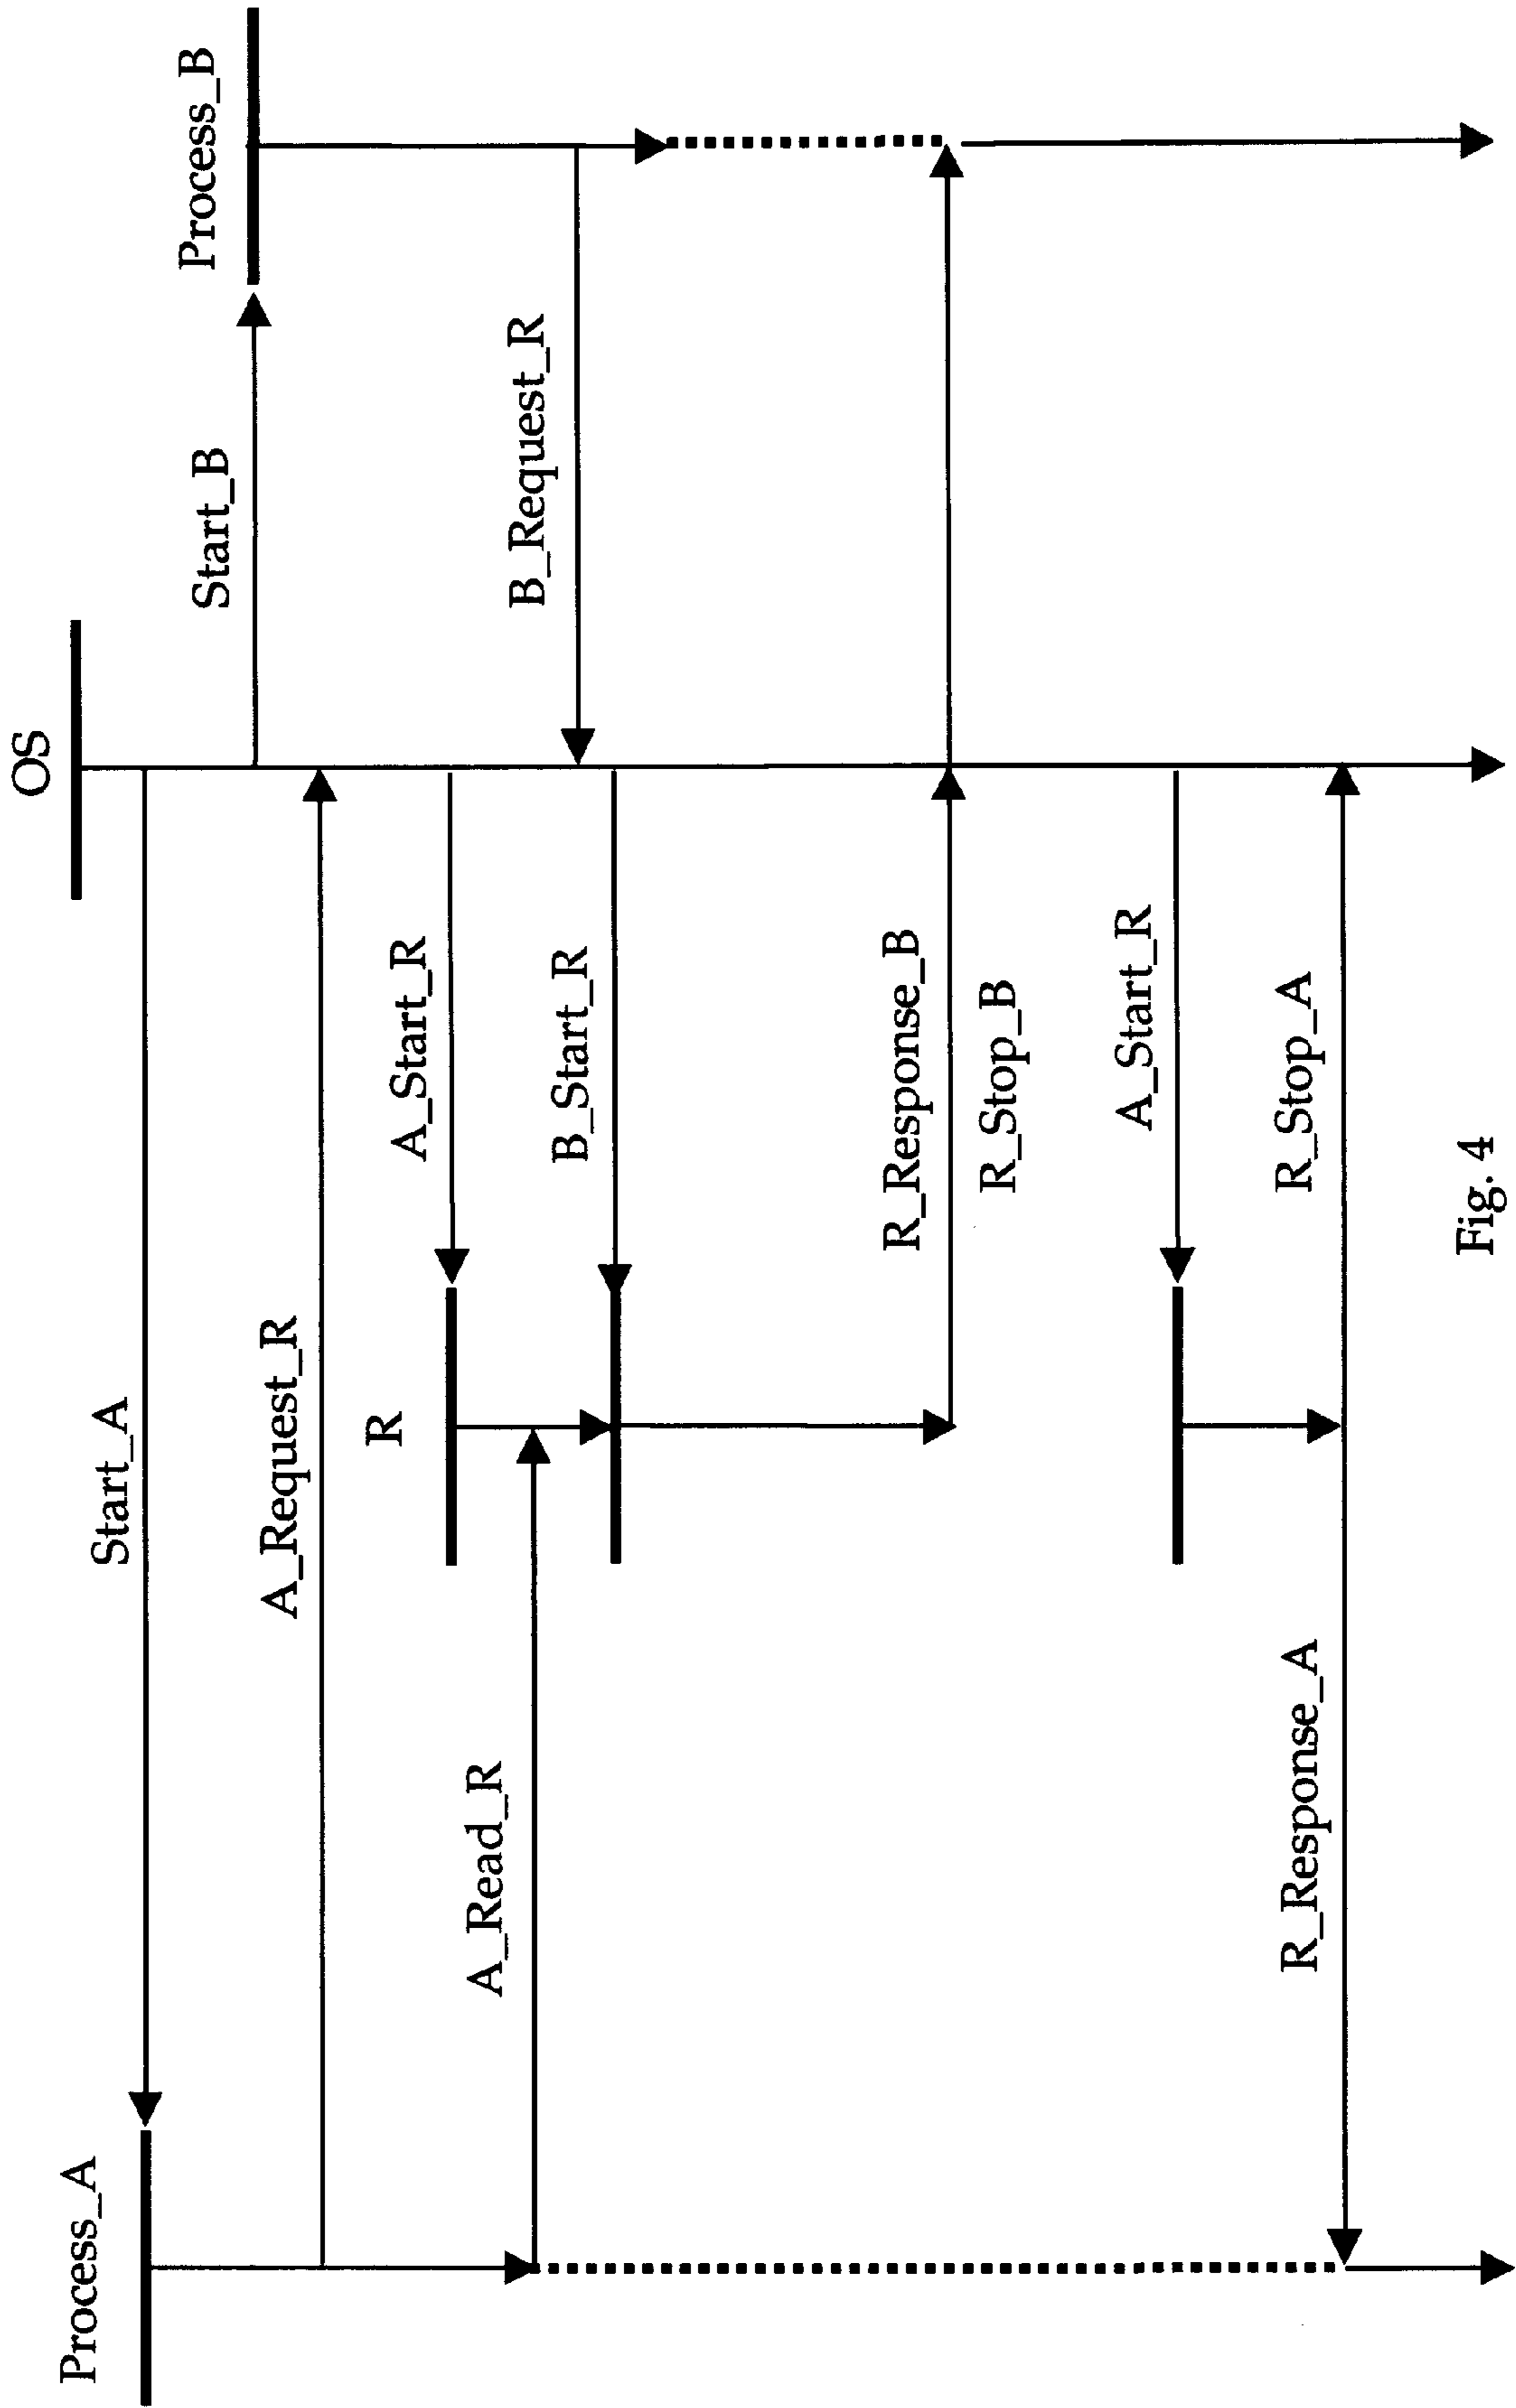 Process_A
OS
Process_B
Start_A
Start_B
A_Request_R
R
A_Start_R
A_Read_R
B_Request_R
B_Start_R
R_Response_B
R_Stop_B
A_Start_R
R_Response_A
R_Stop_A
Fig. 4